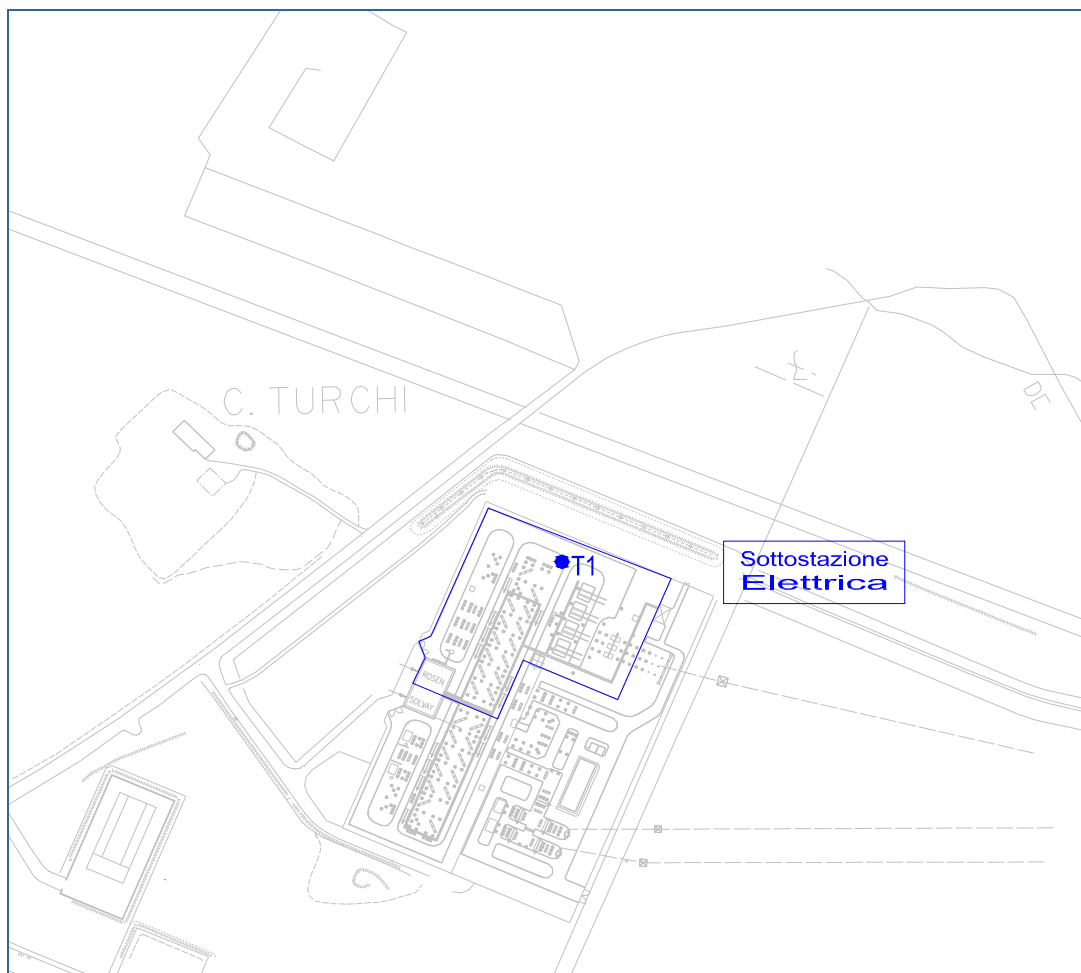 C. TURCHI
DE
T1
Sottostazione
Elettrica
ROSEN
SOLVAY